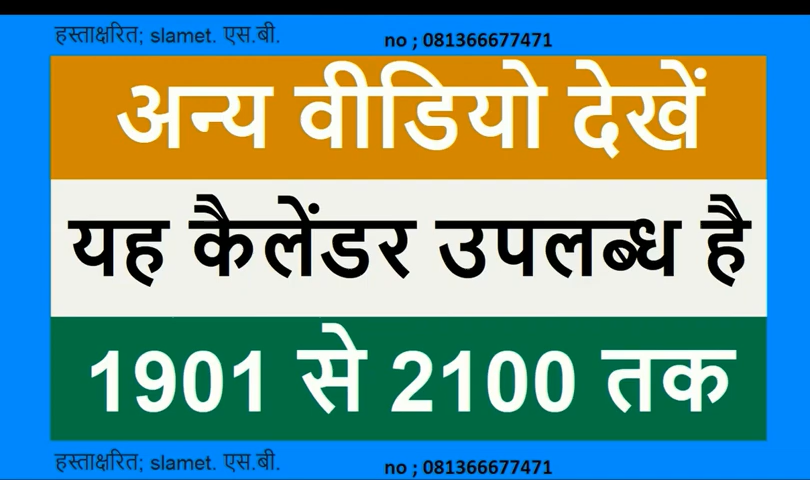 हस्ताक्षरित; slamet. एस.बी. no ; 081366677471
अन्य वीडियो देखें
यह कैलेंडर उपलब्ध है
1901 से 2100 तक
हस्ताक्षरित; slamet. एस.बी. no ; 081366677471